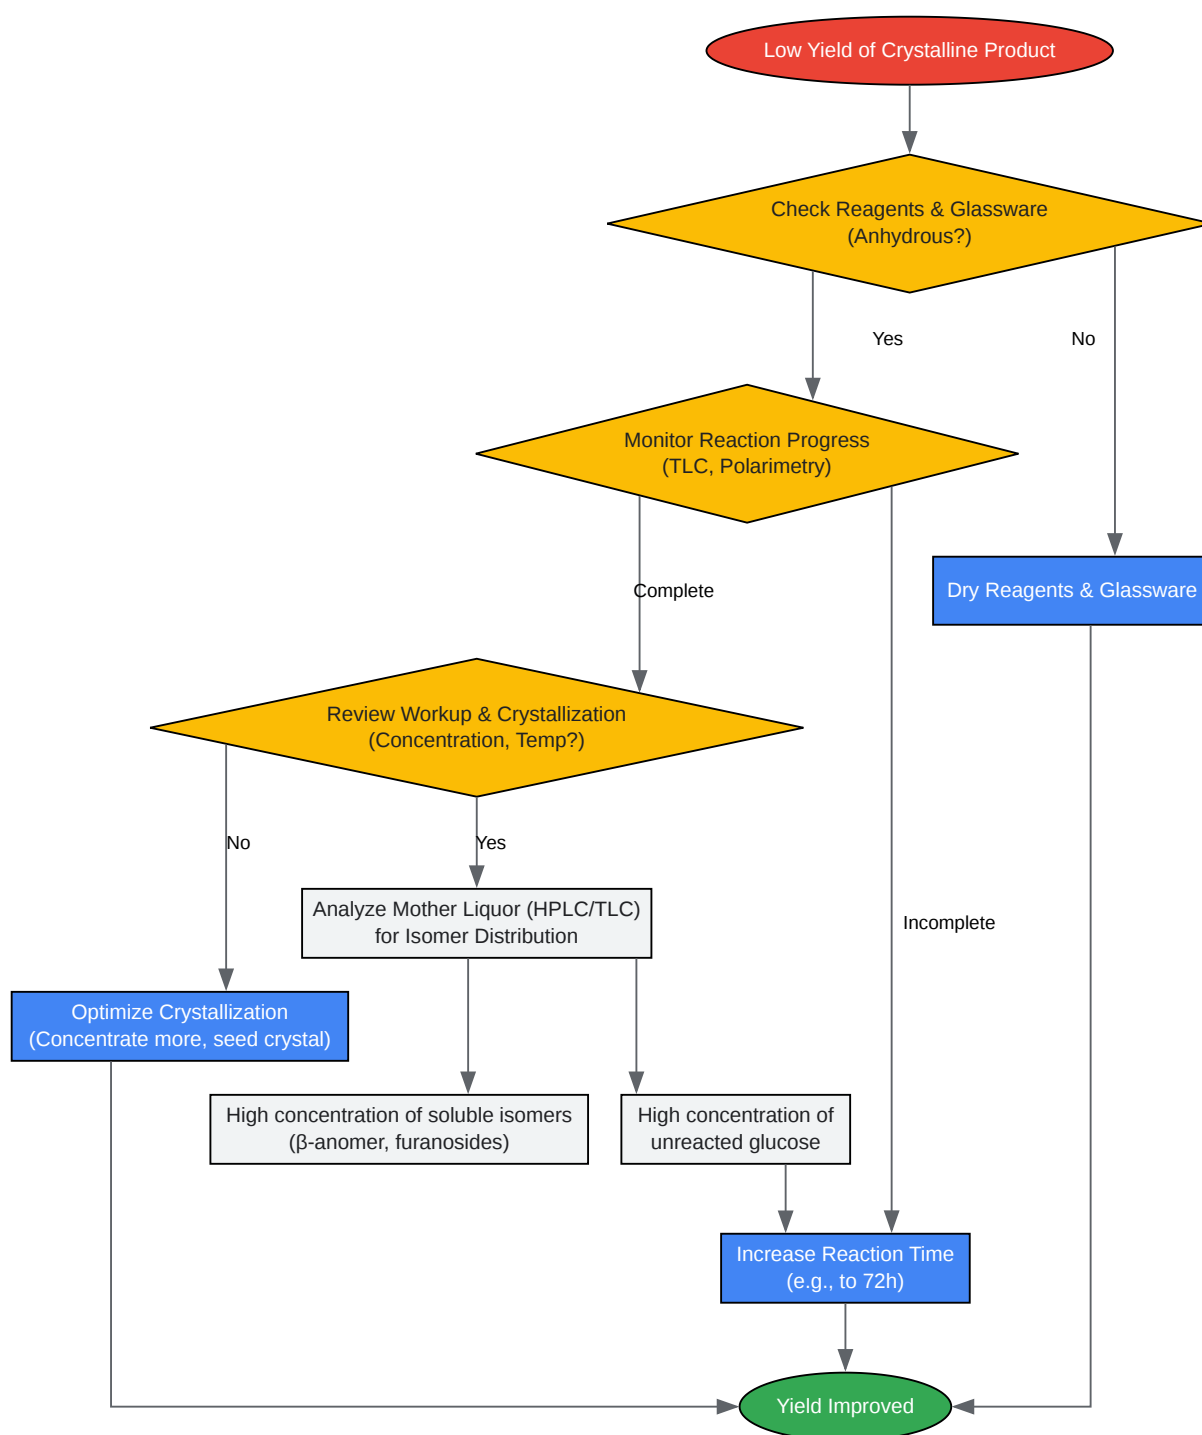 Low Yield of Crystalline Product
Check Reagents & Glassware
(Anhydrous?)
Yes
No
Monitor Reaction Progress
(TLC, Polarimetry)
Complete
Dry Reagents & Glassware
Review Workup & Crystallization
(Concentration, Temp?)
No
Yes
Analyze Mother Liquor (HPLC/TLC)
for Isomer Distribution
Incomplete
Optimize Crystallization
(Concentrate more, seed crystal)
High concentration of soluble isomers
(β-anomer, furanosides)
High concentration of
unreacted glucose
Increase Reaction Time
(e.g., to 72h)
Yield Improved